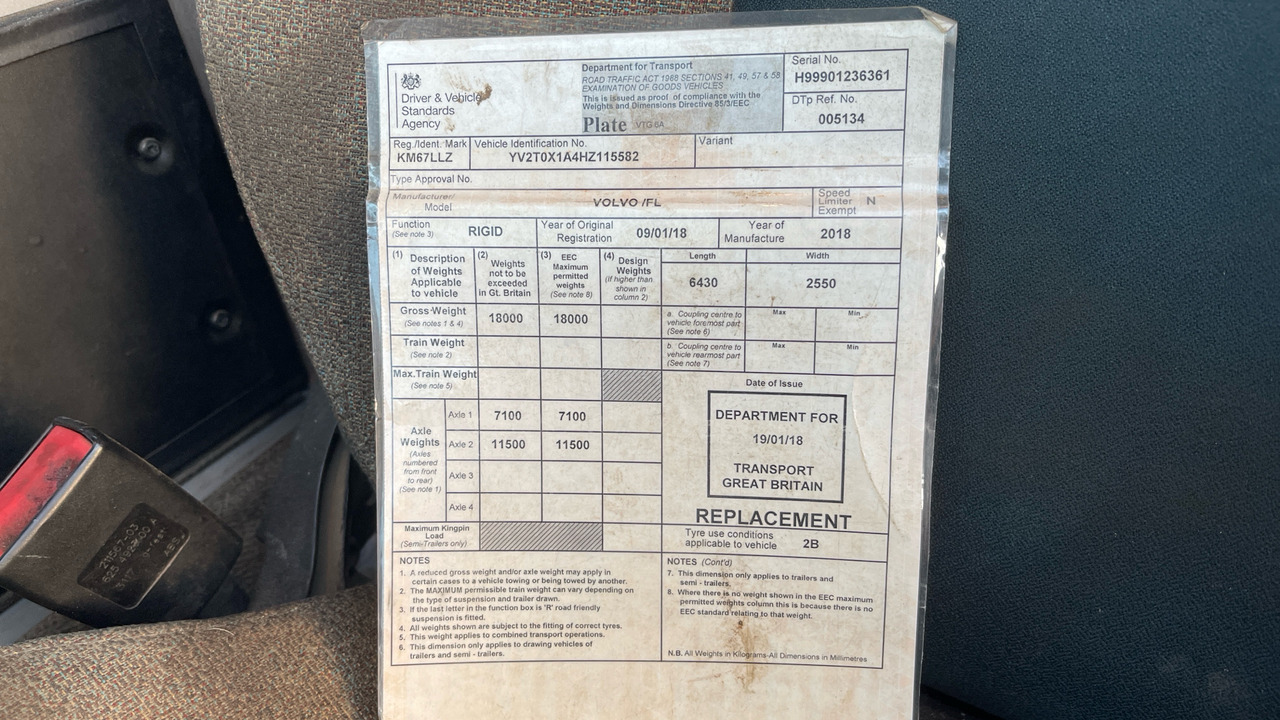 Driver & Vehicle
Standards
Agency
Department for Transport
ROAD TRAFFIC ACT 1988 SECTIONS 41, 49, 57 & 58
EXAMINATION OF GOODS VEHICLES
This is issued as proof of compliance with the
Weights and Dimensions Directive 85/3/EEC
Plate VTG 6A
Serial No.
H99901236361
DTp Ref. No.
005134
Reg./Ident. Mark
KM67LLZ
Vehicle Identification No.
YV2T0X1A4HZ115582
Variant
Type Approval No.
Manufacturer/
Model
VOLVO /FL
Speed
Limiter
Exempt
N
Function
(See note 3)
RIGID
Year of Original
Registration
09/01/18
Year of
Manufacture
2018
(1) Description
of Weights
Applicable
to vehicle
(2) Weights
not to be
exceeded
in Gt. Britain
(3) EEC
Maximum
permitted
weights
(See note 8)
(4) Design
Weights
(If higher than
shown in
column 2)
Length
6430
Width
2550
Gross Weight
(See notes 1 & 4)
18000
18000
a. Coupling centre to
vehicle foremost part
(See note 6)
Max
Min
Train Weight
(See note 2)
b. Coupling centre to
vehicle rearmost part
(See note 7)
Max
Min
Max.Train Weight
(See note 5)
Axle
Weights
(Axles
numbered
from front
to rear)
(See note 1)
Axle 1
7100
7100
Axle 2
11500
11500
Axle 3
Axle 4
Maximum Kingpin
Load
(Semi-Trailers only)
Date of Issue
DEPARTMENT FOR
19/01/18
TRANSPORT
GREAT BRITAIN
REPLACEMENT
Tyre use conditions
applicable to vehicle
2B
NOTES
1. A reduced gross weight and/or axle weight may apply in
certain cases to a vehicle towing or being towed by another.
2. The MAXIMUM permissible train weight can vary depending on
the type of suspension and trailer drawn.
3. If the last letter in the function box is 'R' road friendly
suspension is fitted.
4. All weights shown are subject to the fitting of correct tyres.
5. This weight applies to combined transport operations.
6. This dimension only applies to drawing vehicles of
trailers and semi - trailers.
NOTES (Cont'd)
7. This dimension only applies to trailers and
semi - trailers.
8. Where there is no weight shown in the EEC maximum
permitted weights column this is because there is no
EEC standard relating to that weight.
N.B. All Weights in Kilograms-All Dimensions in Millimetres